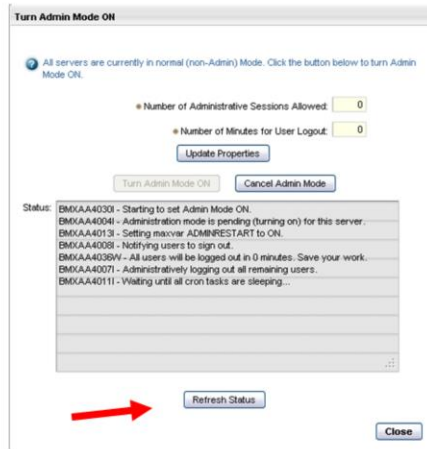 Turn Admin Mode ON
All servers are currently in normal (non-Admin) Mode. Click the button below to turn Admin
Mode ON.
* Number of Administrative Sessions Allowed: 0
* Number of Minutes for User Logout: 0
Update Properties
Turn Admin Mode ON Cancel Admin Mode
Status: BMXAA4030I - Starting to set Admin Mode ON.
BMXAA4004I - Administration mode is pending (turning on) for this server.
BMXAA4013I - Setting maxvar ADMINRESTART to ON.
BMXAA4008I - Notifying users to sign out.
BMXAA4036W - All users will be logged out in 0 minutes. Save your work.
BMXAA4007I - Administratively logging out all remaining users.
BMXAA4011I - Waiting until all cron tasks are sleeping...
Refresh Status
Close